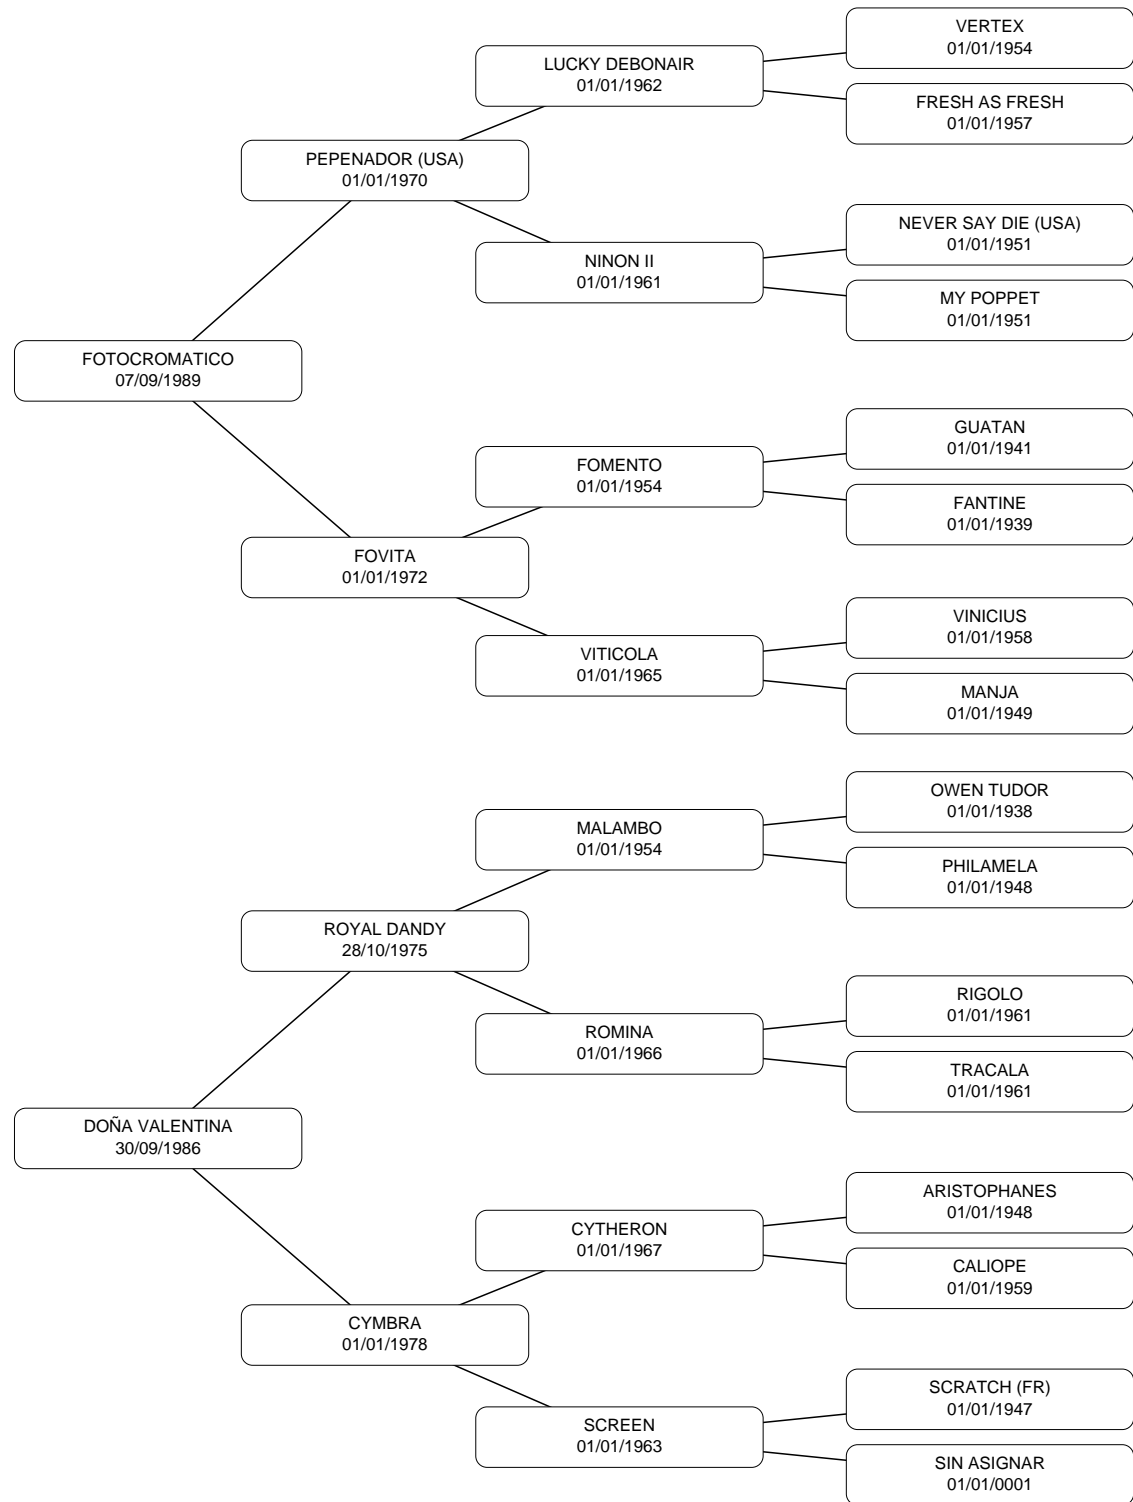 VERTEX
01/01/1954
LUCKY DEBONAIR
01/01/1962
FRESH AS FRESH
01/01/1957
PEPENADOR (USA)
01/01/1970
NEVER SAY DIE (USA)
01/01/1951
NINON II
01/01/1961
MY POPPET
01/01/1951
FOTOCROMATICO
07/09/1989
GUATAN
01/01/1941
FOMENTO
01/01/1954
FANTINE
01/01/1939
FOVITA
01/01/1972
VINICIUS
01/01/1958
VITICOLA
01/01/1965
MANJA
01/01/1949
OWEN TUDOR
01/01/1938
MALAMBO
01/01/1954
PHILAMELA
01/01/1948
ROYAL DANDY
28/10/1975
RIGOLO
01/01/1961
ROMINA
01/01/1966
TRACALA
01/01/1961
DOÑA VALENTINA
30/09/1986
ARISTOPHANES
01/01/1948
CYTHERON
01/01/1967
CALIOPE
01/01/1959
CYMBRA
01/01/1978
SCRATCH (FR)
01/01/1947
SCREEN
01/01/1963
SIN ASIGNAR
01/01/0001